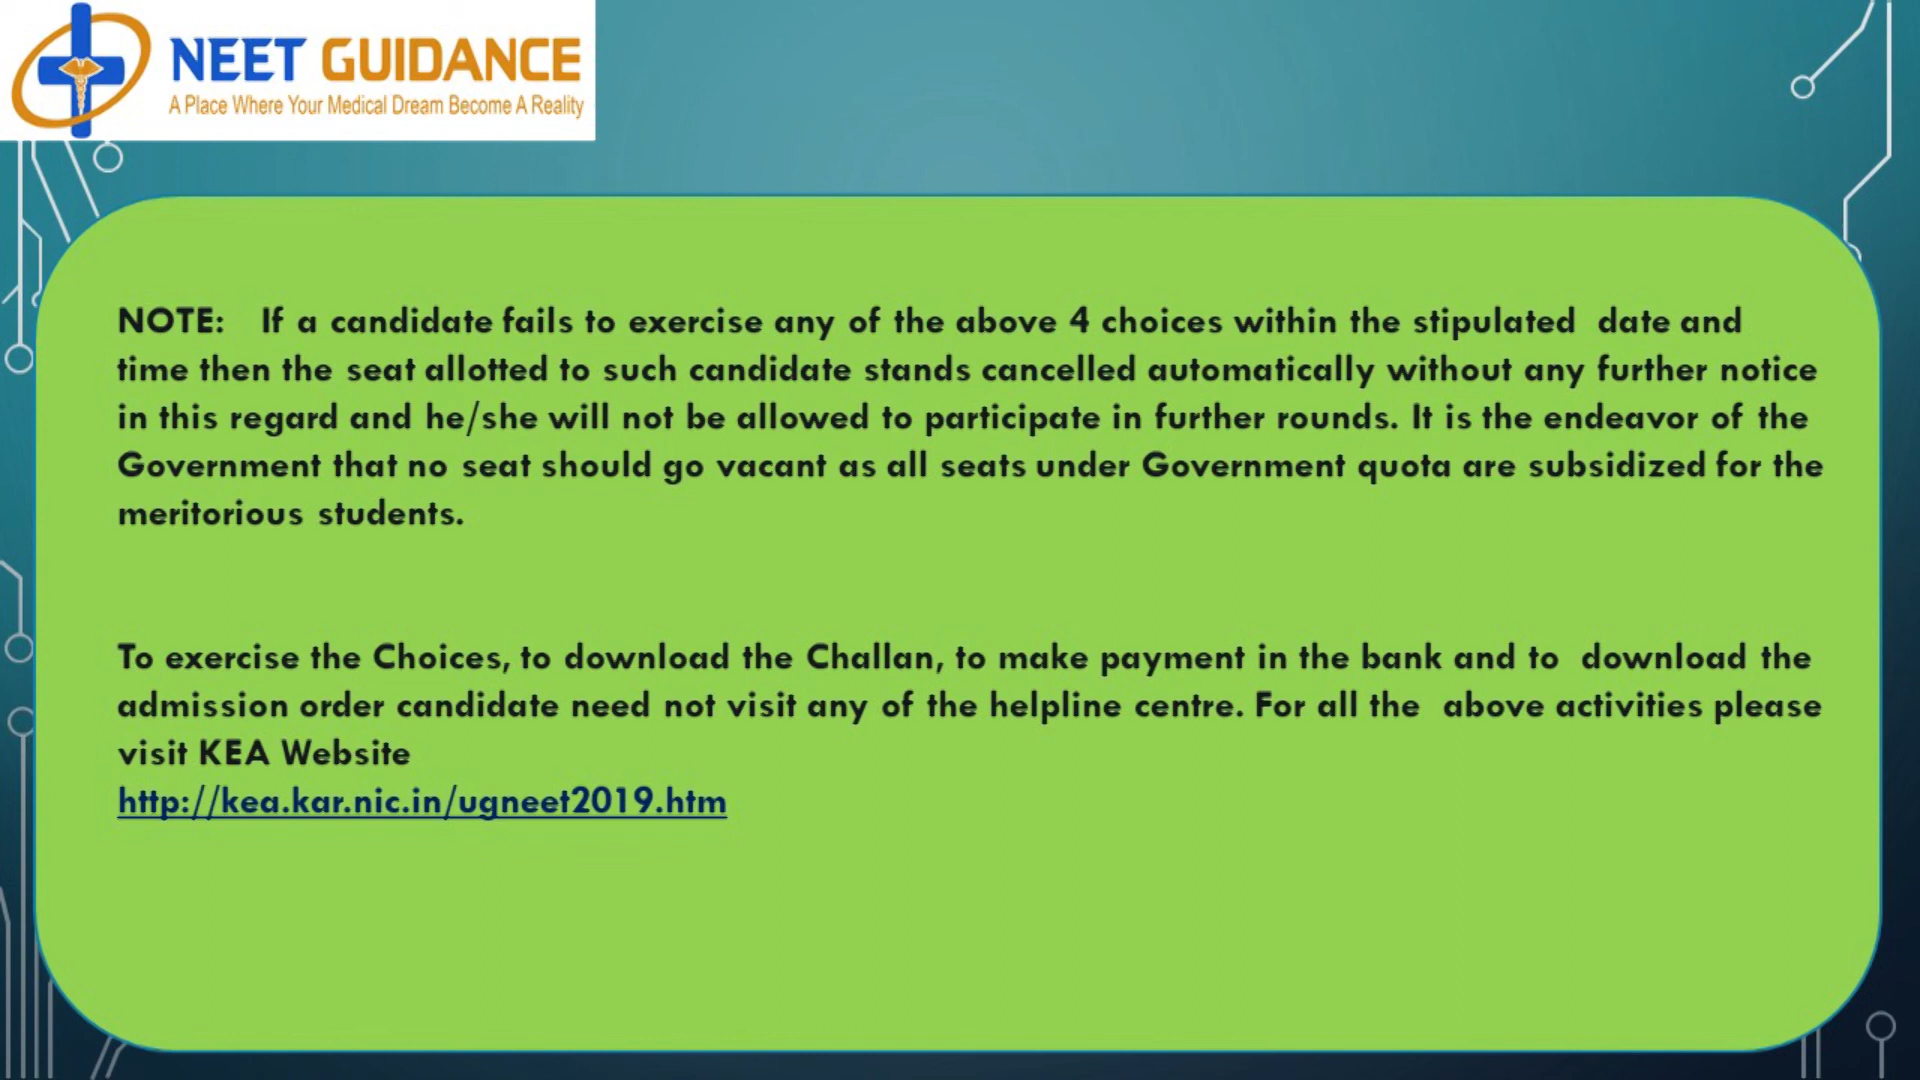 NEET GUIDANCE
A Place Where Your Medical Dream Become A Reality
NOTE: If a candidate fails to exercise any of the above 4 choices within the stipulated date and
time then the seat allotted to such candidate stands cancelled automatically without any further notice
in this regard and he/she will not be allowed to participate in further rounds. It is the endeavor of the
Government that no seat should go vacant as all seats under Government quota are subsidized for the
meritorious students.
To exercise the Choices, to download the Challan, to make payment in the bank and to download the
admission order candidate need not visit any of the helpline centre. For all the above activities please
visit KEA Website
http://kea.kar.nic.in/ugneet2019.htm